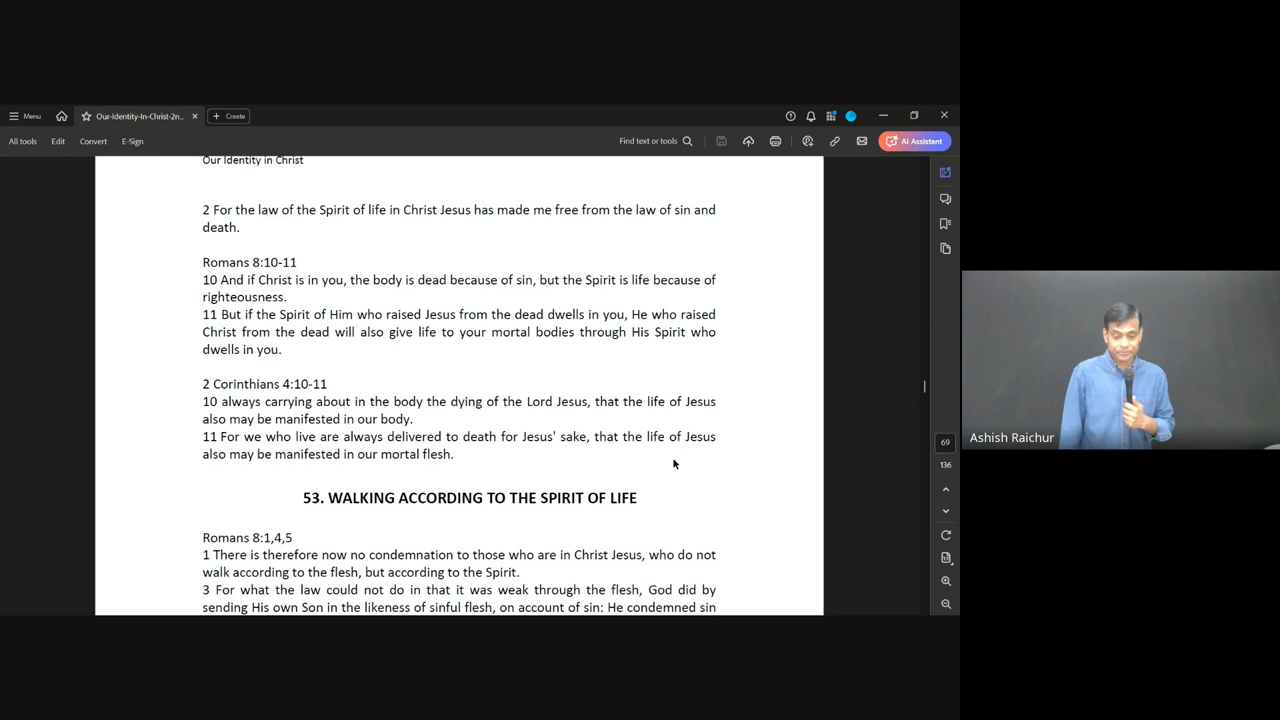 Menu
Our-Identity-In-Christ-2n...
Create
All tools
Edit
Convert
E-Sign
Find text or tools
AI Assistant
Our Identity in Christ
2 For the law of the Spirit of life in Christ Jesus has made me free from the law of sin and
death.
Romans 8:10-11
10 And if Christ is in you, the body is dead because of sin, but the Spirit is life because of
righteousness.
11 But if the Spirit of Him who raised Jesus from the dead dwells in you, He who raised
Christ from the dead will also give life to your mortal bodies through His Spirit who
dwells in you.
2 Corinthians 4:10-11
10 always carrying about in the body the dying of the Lord Jesus, that the life of Jesus
also may be manifested in our body.
11 For we who live are always delivered to death for Jesus' sake, that the life of Jesus
also may be manifested in our mortal flesh.
53. WALKING ACCORDING TO THE SPIRIT OF LIFE
Romans 8:1,4,5
1 There is therefore now no condemnation to those who are in Christ Jesus, who do not
walk according to the flesh, but according to the Spirit.
3 For what the law could not do in that it was weak through the flesh, God did by
sending His own Son in the likeness of sinful flesh, on account of sin: He condemned sin
69
136
Ashish Raichur